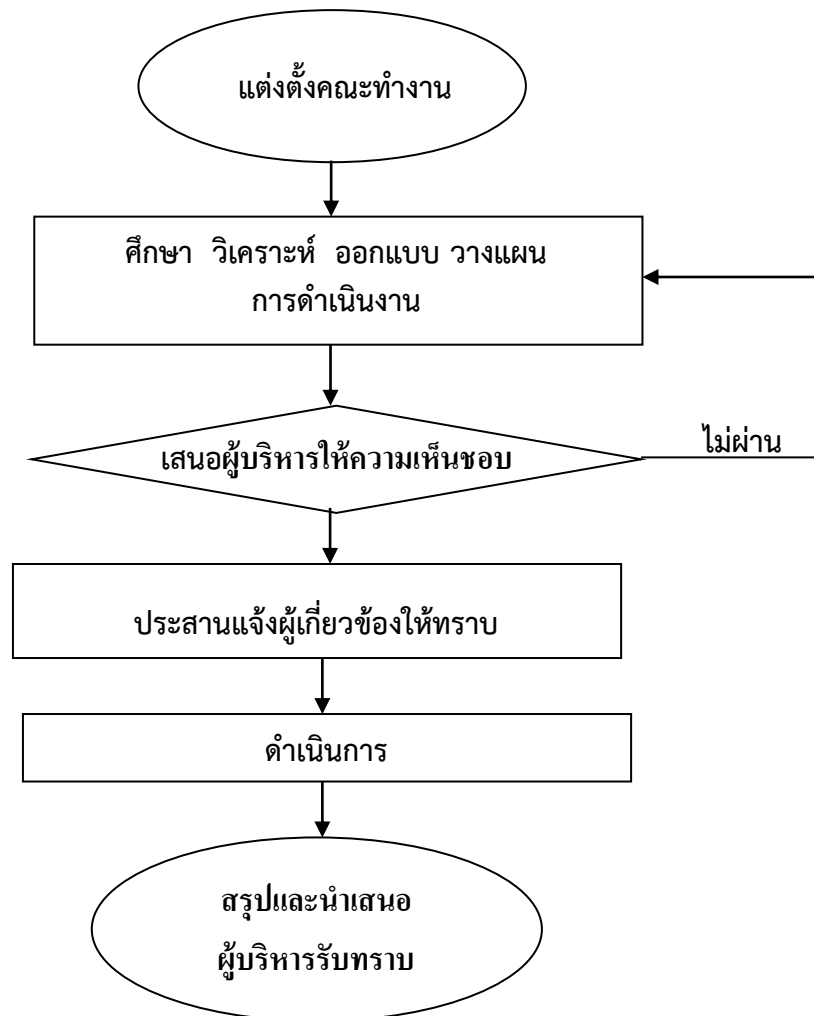 แต่งตั้งคณะทำงาน
ศึกษา วิเคราะห์ ออกแบบ วางแผน
การดำเนินงาน
เสนอผู้บริหารให้ความเห็นชอบ
ไม่ผ่าน
ประสานแจ้งผู้เกี่ยวข้องให้ทราบ
ดำเนินการ
สรุปและนำเสนอ
ผู้บริหารรับทราบ